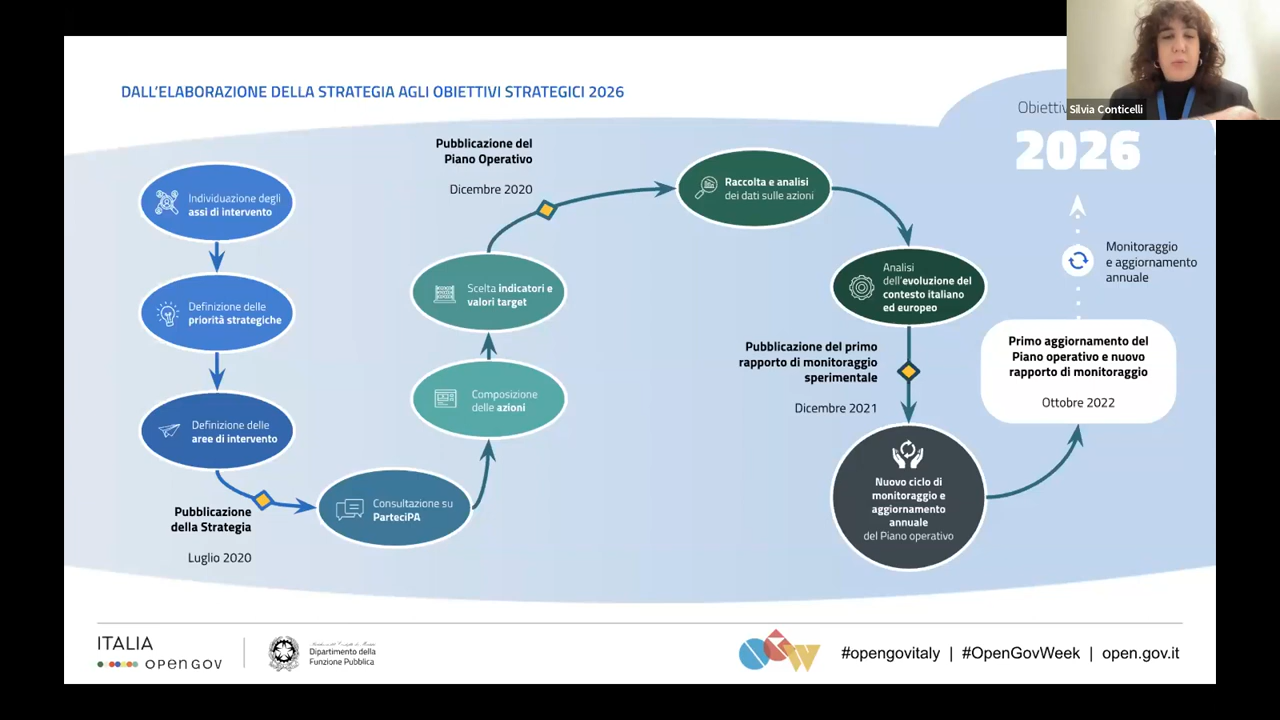 DALL'ELABORAZIONE DELLA STRATEGIA AGLI OBIETTIVI STRATEGICI 2026
Silvia Conticelli
2026
Individuazione degli
assi di intervento
Definizione delle
priorità strategiche
Definizione delle
aree di intervento
Pubblicazione
della Strategia
Luglio 2020
Consultazione su
ParteciPA
Composizione
delle azioni
Scelta indicatori e
valori target
Pubblicazione del
Piano Operativo
Dicembre 2020
Raccolta e analisi
dei dati sulle azioni
Analisi
dell'evoluzione del
contesto italiano
ed europeo
Pubblicazione del primo
rapporto di monitoraggio
sperimentale
Dicembre 2021
Nuovo ciclo di
monitoraggio e
aggiornamento
annuale
del Piano operativo
Primo aggiornamento del
Piano operativo e nuovo
rapporto di monitoraggio
Ottobre 2022
Monitoraggio
e aggiornamento
annuale
ITALIA
OPEN GOV
Dipartimento della
Funzione Pubblica
OGW
#opengovitaly | #OpenGovWeek | open.gov.it